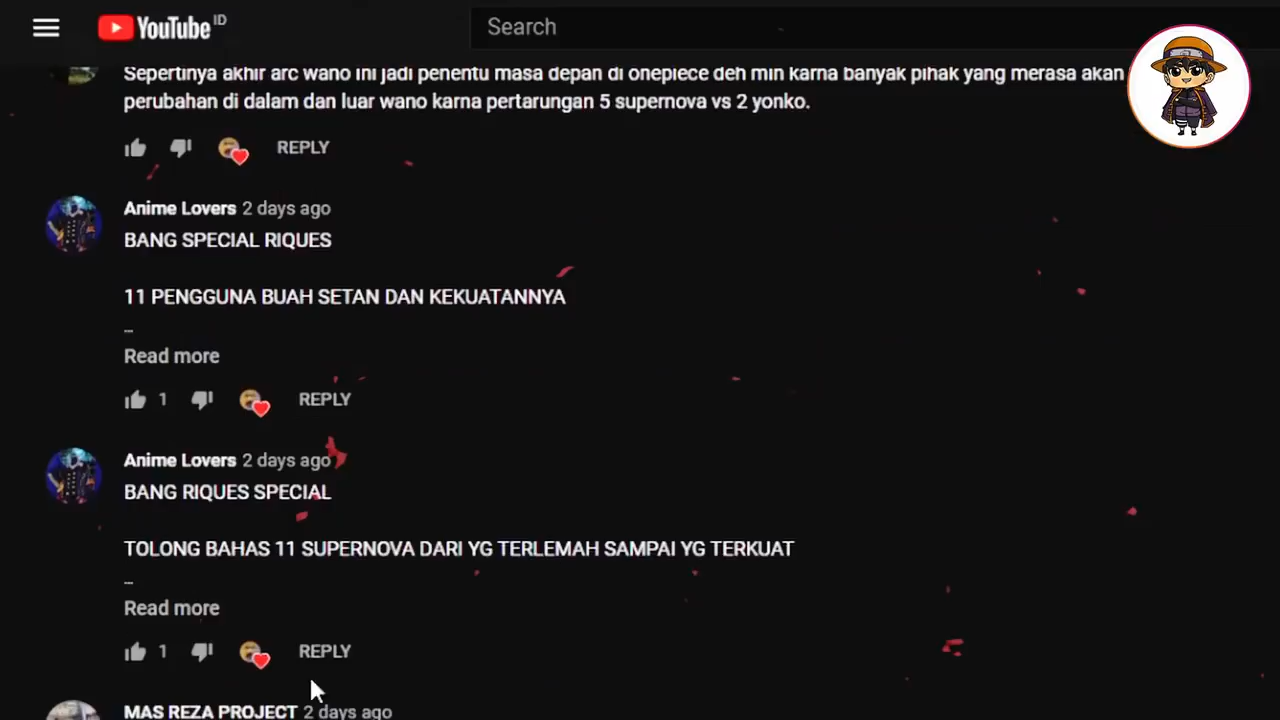 YouTube ID
Search
Sepertinya akhir arc wano ini jadi penentu masa depan di onepiece deh min karna banyak pihak yang merasa akan
perubahan di dalam dan luar wano karna pertarungan 5 supernova vs 2 yonko.
REPLY
Anime Lovers 2 days ago
BANG SPECIAL RIQUES
11 PENGGUNA BUAH SETAN DAN KEKUATANNYA
...
Read more
1 REPLY
Anime Lovers 2 days ago
BANG RIQUES SPECIAL
TOLONG BAHAS 11 SUPERNOVA DARI YG TERLEMAH SAMPAI YG TERKUAT
...
Read more
1 REPLY
MAS REZA PROJECT 2 days ago